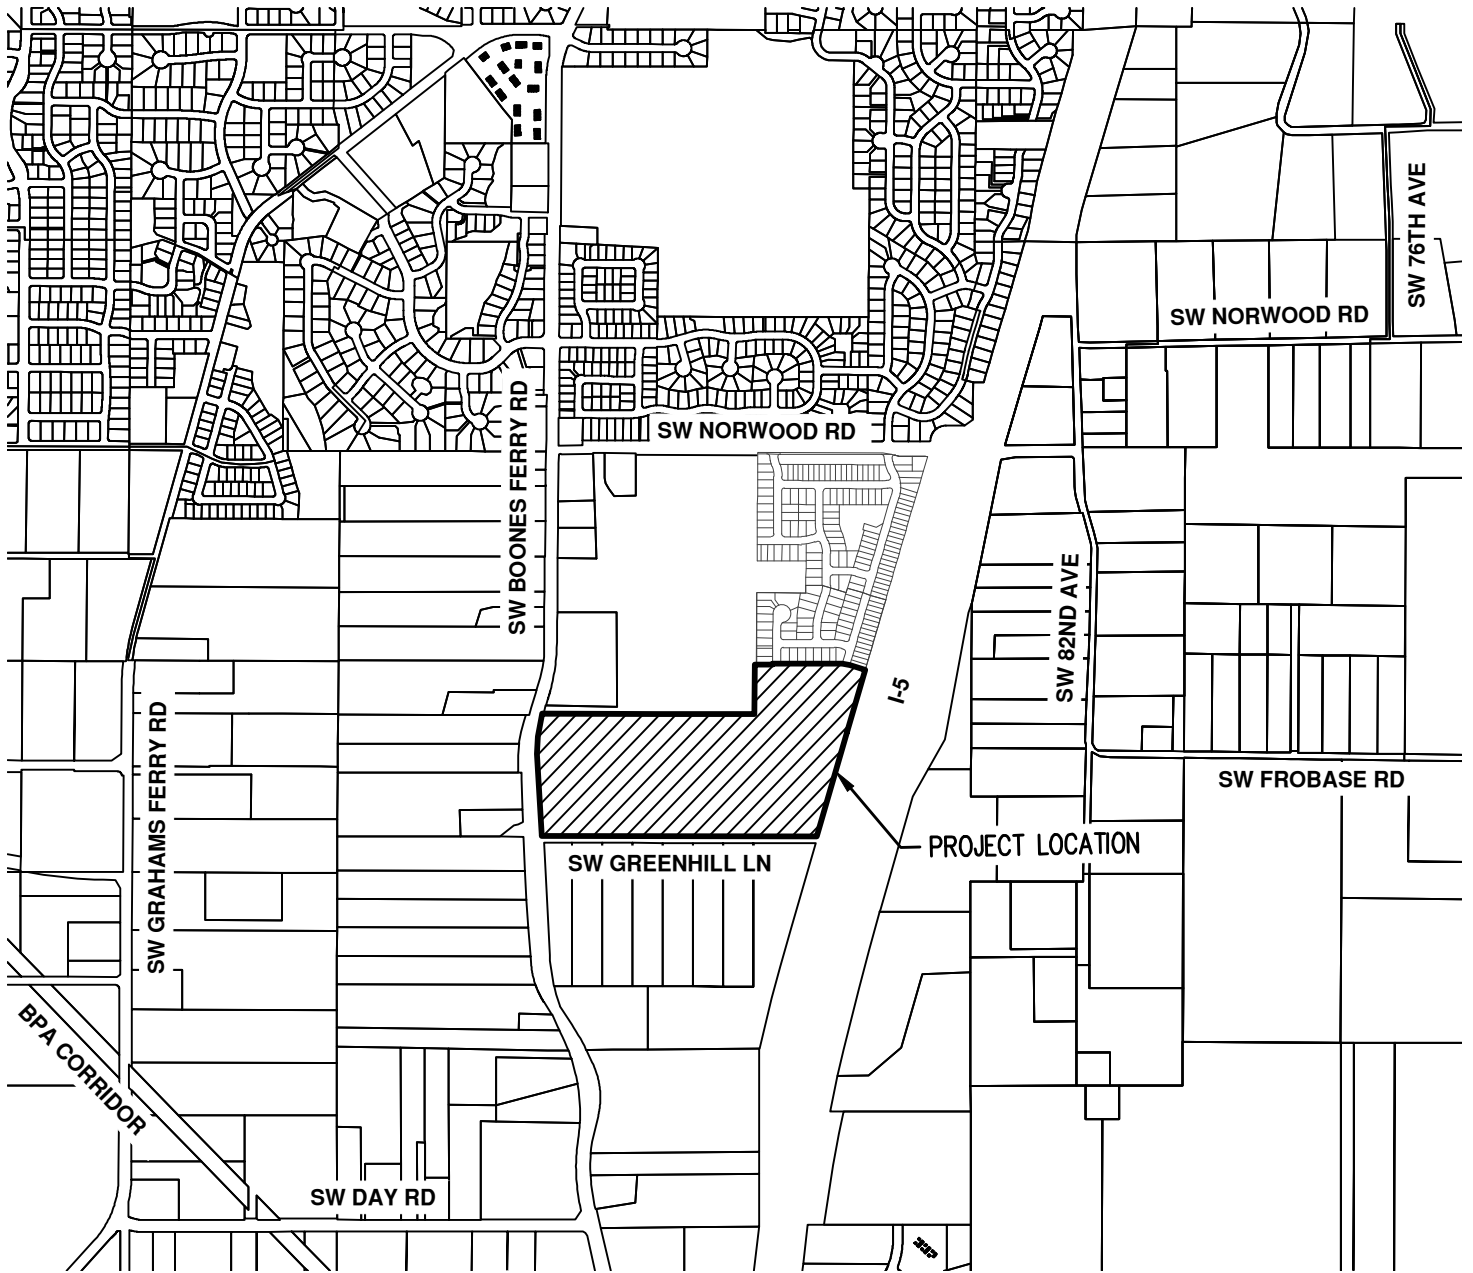 SW 76TH AVE
SW NORWOOD RD
SW BOONES FERRY RD
SW NORWOOD RD
SW 82ND AVE
I-5
SW GRAHAMS FERRY RD
SW FROBASE RD
PROJECT LOCATION
SW GREENHILL LN
BPA CORRIDOR
SW DAY RD